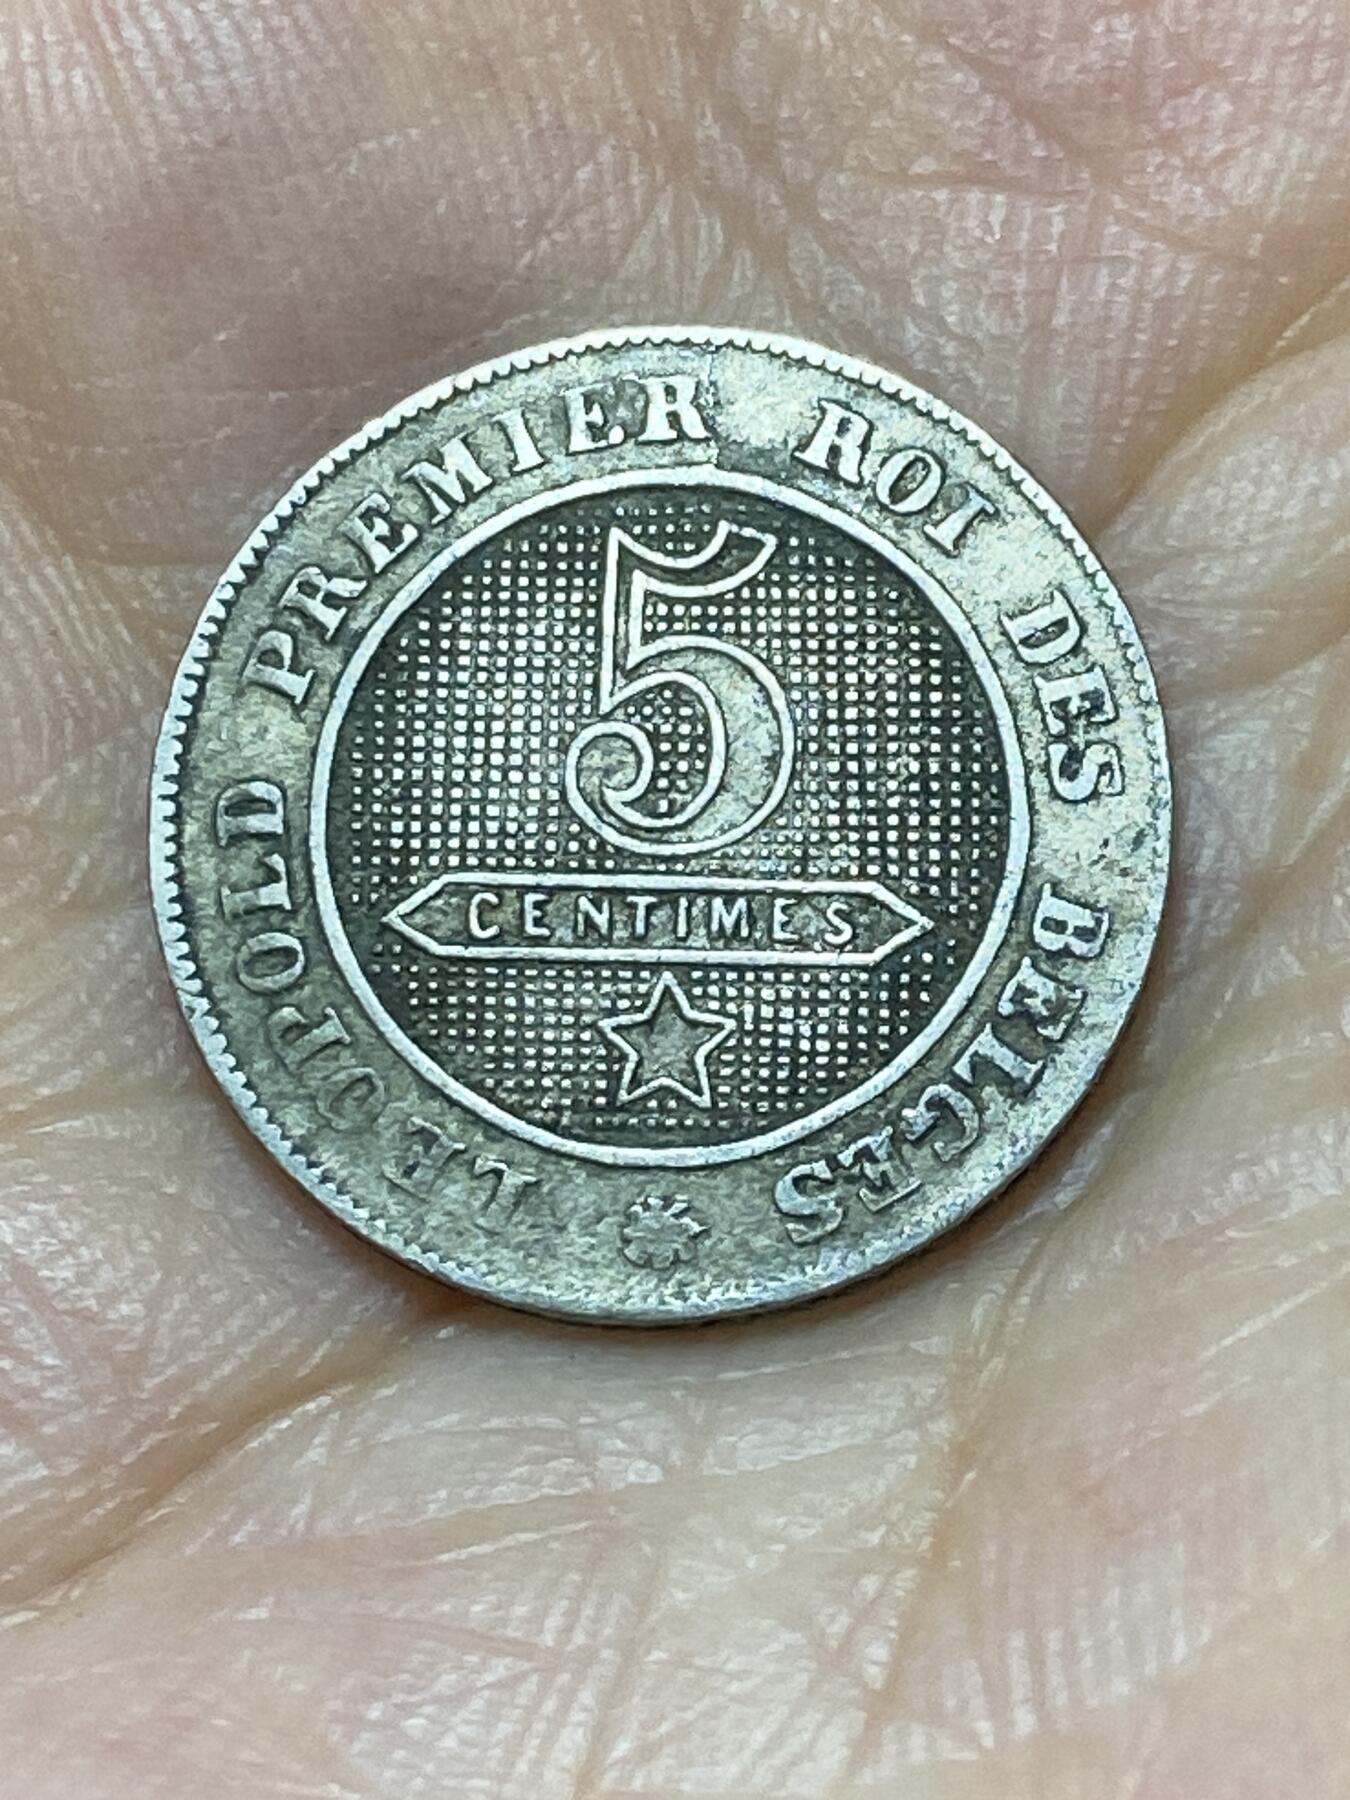 LEOPOLD PREMIER ROI DES BELGES
5
CENTIMES